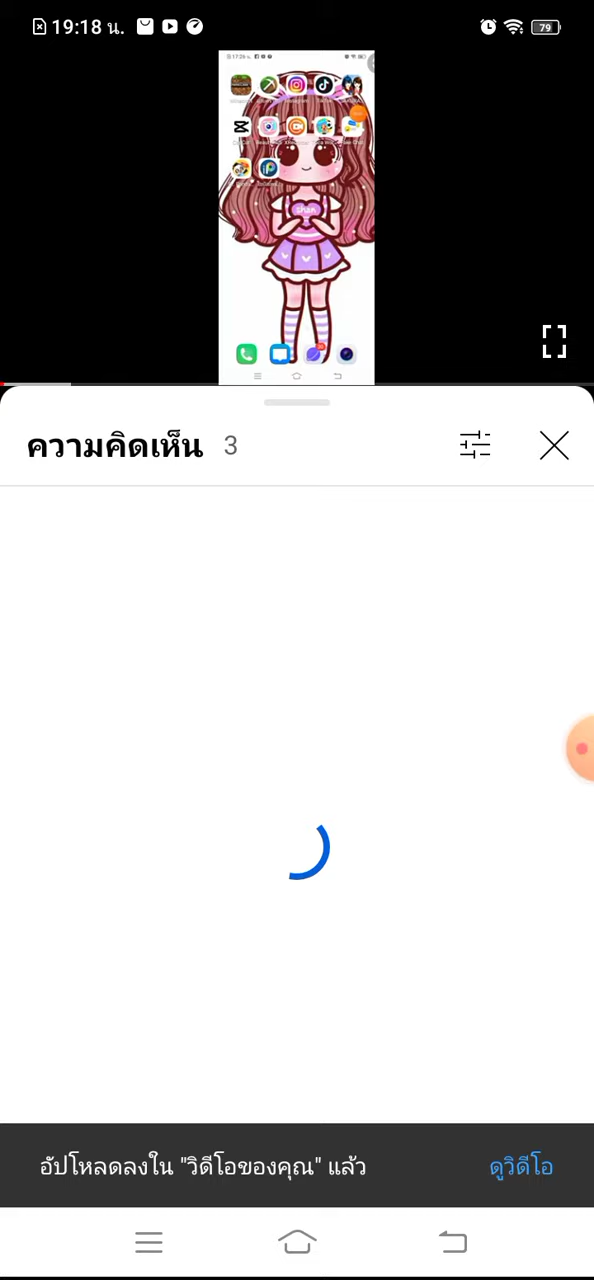 19:18 น.
79
shan
ความคิดเห็น 3
อัปโหลดลงใน "วิดีโอของคุณ" แล้ว
ดูวิดีโอ